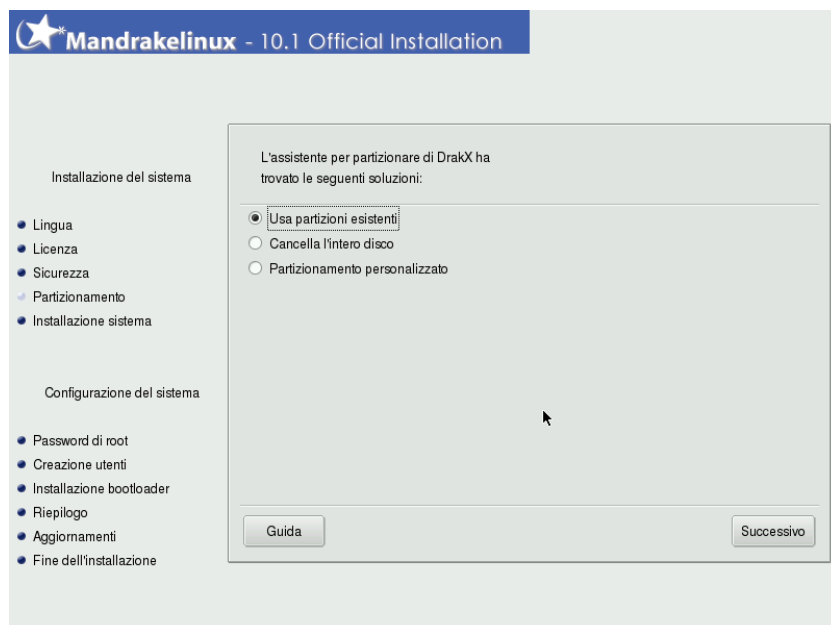 Mandrakelinux - 10.1 Official Installation
Installazione del sistema
Lingua
Licenza
Sicurezza
Partizionamento
Installazione sistema
Configurazione del sistema
Password di root
Creazione utenti
Installazione bootloader
Riepilogo
Aggiornamenti
Fine dell'installazione
L'assistente per partizionare di DrakX ha
trovato le seguenti soluzioni:
Usa partizioni esistenti
Cancella l'intero disco
Partizionamento personalizzato
Guida
Successivo